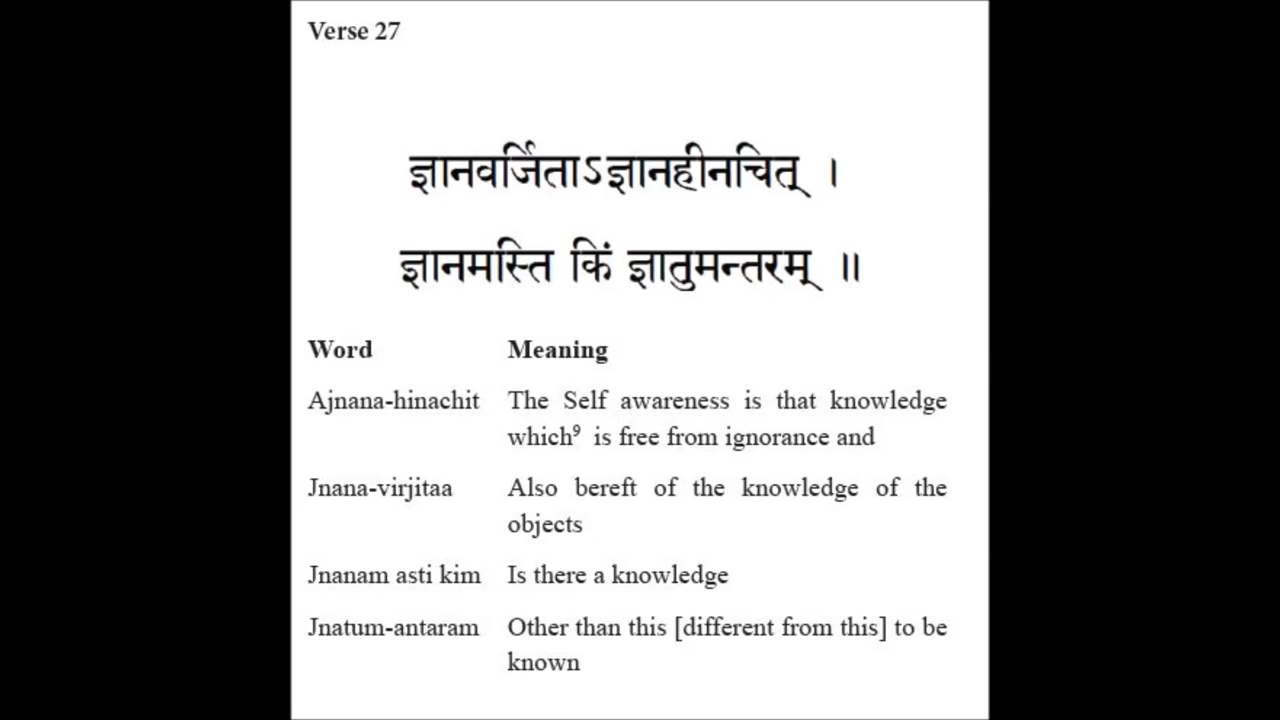 Verse 27
ज्ञानवर्जिताऽज्ञानहीनचित् ।
ज्ञानमस्ति किं ज्ञातुमन्तरम् ॥
Word Meaning
Ajnana-hinachit The Self awareness is that knowledge
which⁹ is free from ignorance and
Jnana-virjitaa Also bereft of the knowledge of the
objects
Jnanam asti kim Is there a knowledge
Jnatum-antaram Other than this [different from this] to be
known